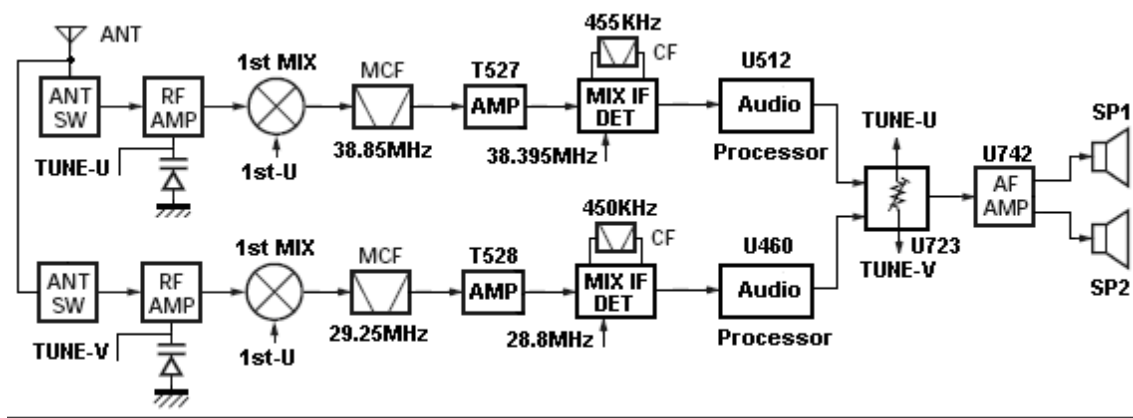 ANT
ANT SW
RF AMP
TUNE-U
1st MIX
1st-U
MCF
38.85MHz
T527
AMP
455KHz
CF
MIX IF DET
38.395MHz
U512
Audio
Processor
TUNE-U
U723
TUNE-V
U742
AF AMP
SP1
SP2
ANT SW
RF AMP
TUNE-V
1st MIX
1st-U
MCF
29.25MHz
T528
AMP
450KHz
CF
MIX IF DET
28.8MHz
U460
Audio
Processor